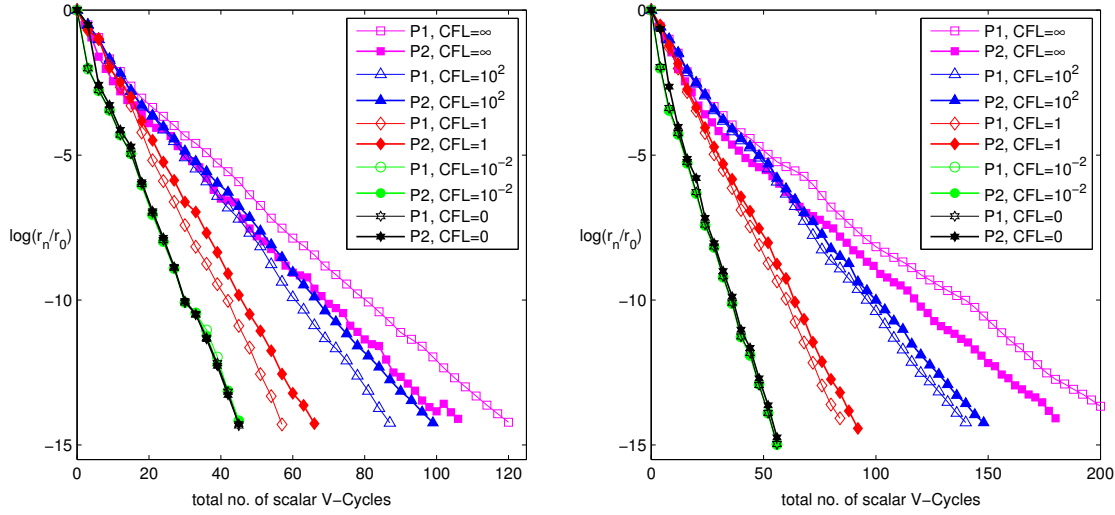 0
−5
−10
−15
log(r_n/r_0)
0
20
40
60
80
100
120
total no. of scalar V−Cycles
P1, CFL=∞
P2, CFL=∞
P1, CFL=10^2
P2, CFL=10^2
P1, CFL=1
P2, CFL=1
P1, CFL=10^−2
P2, CFL=10^−2
P1, CFL=0
P2, CFL=0
0
−5
−10
−15
log(r_n/r_0)
0
50
100
150
200
total no. of scalar V−Cycles
P1, CFL=∞
P2, CFL=∞
P1, CFL=10^2
P2, CFL=10^2
P1, CFL=1
P2, CFL=1
P1, CFL=10^−2
P2, CFL=10^−2
P1, CFL=0
P2, CFL=0